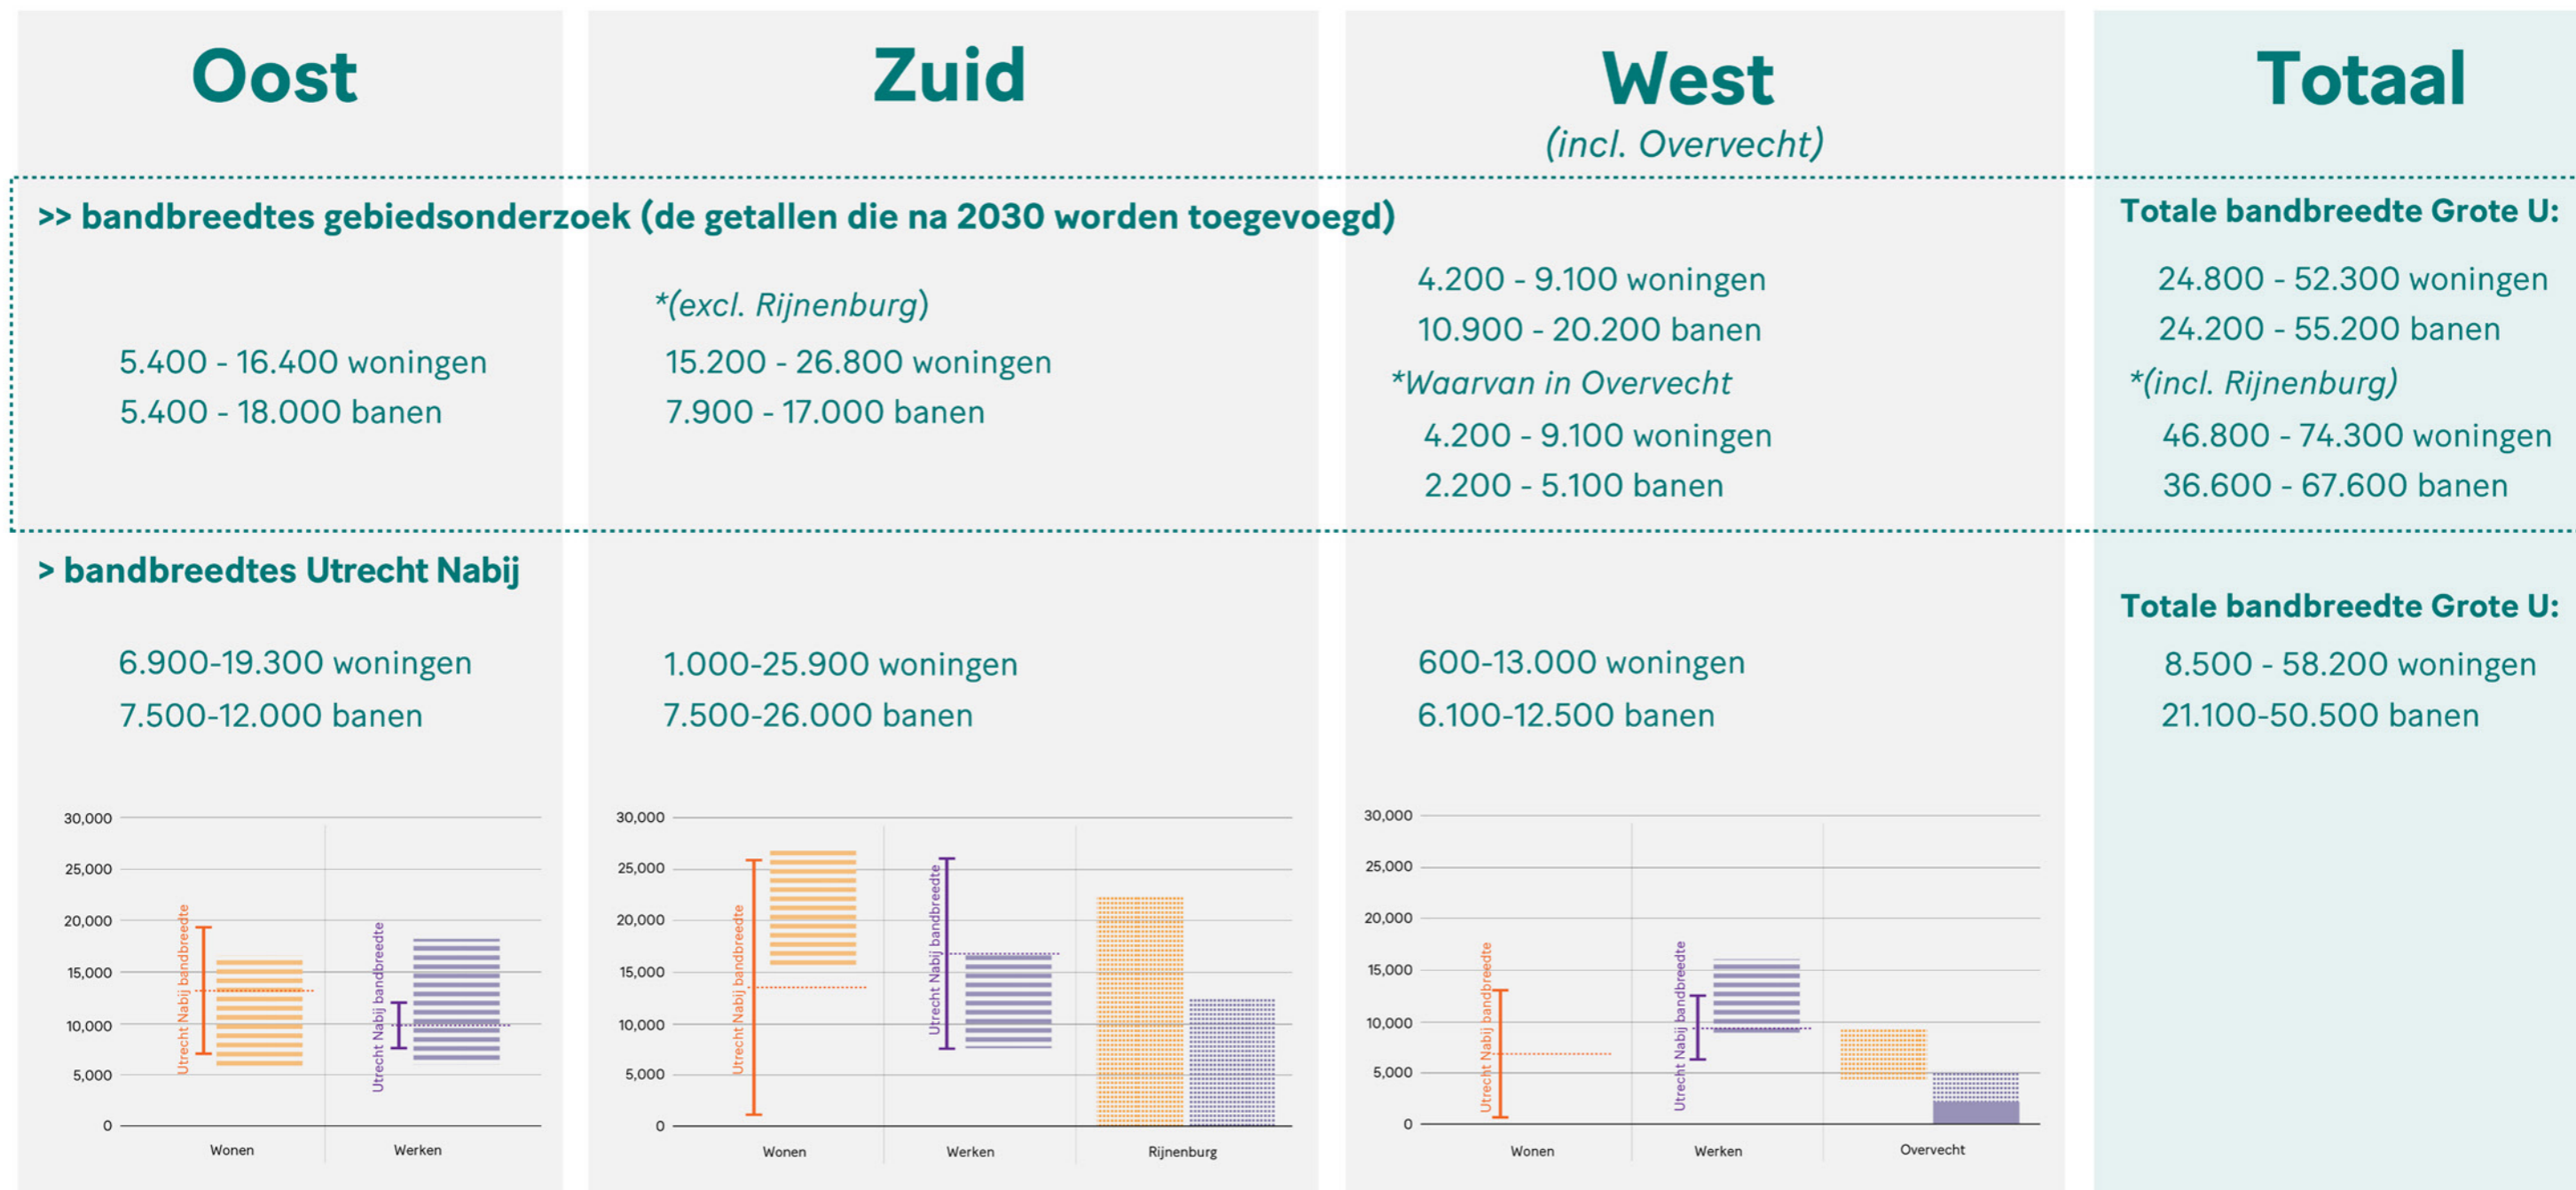 Oost
Zuid
West
(incl. Overvecht)
Totaal
>> bandbreedtes gebiedsonderzoek (de getallen die na 2030 worden toegevoegd)
5.400 - 16.400 woningen
5.400 - 18.000 banen
*(excl. Rijnenburg)
15.200 - 26.800 woningen
7.900 - 17.000 banen
4.200 - 9.100 woningen
10.900 - 20.200 banen
*Waarvan in Overvecht
4.200 - 9.100 woningen
2.200 - 5.100 banen
Totale bandbreedte Grote U:
24.800 - 52.300 woningen
24.200 - 55.200 banen
*(incl. Rijnenburg)
46.800 - 74.300 woningen
36.600 - 67.600 banen
> bandbreedtes Utrecht Nabij
6.900-19.300 woningen
7.500-12.000 banen
1.000-25.900 woningen
7.500-26.000 banen
600-13.000 woningen
6.100-12.500 banen
Totale bandbreedte Grote U:
8.500 - 58.200 woningen
21.100-50.500 banen
30,000
25,000
20,000
15,000
10,000
5,000
0
Utrecht Nabij bandbreedte
Utrecht Nabij bandbreedte
Wonen
Werken
30,000
25,000
20,000
15,000
10,000
5,000
0
Utrecht Nabij bandbreedte
Utrecht Nabij bandbreedte
Wonen
Werken
Rijnenburg
30,000
25,000
20,000
15,000
10,000
5,000
0
Utrecht Nabij bandbreedte
Utrecht Nabij bandbreedte
Wonen
Werken
Overvecht